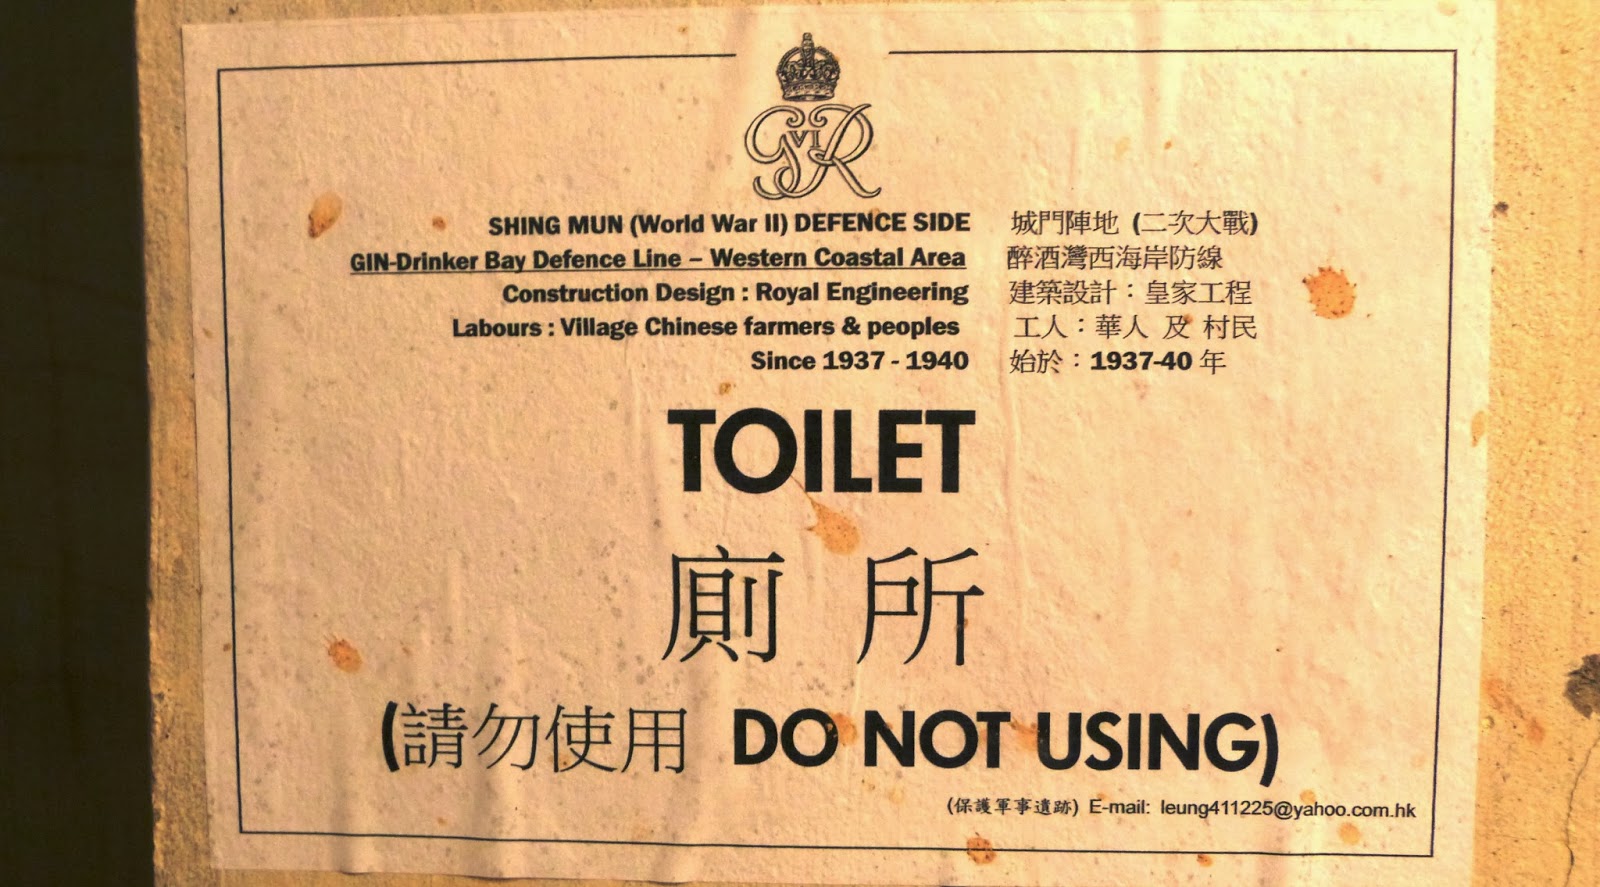 GVIR
SHING MUN (World War II) DEFENCE SIDE 城門陣地 (二次大戰)
GIN-Drinker Bay Defence Line – Western Coastal Area 醉酒灣西海岸防線
Construction Design : Royal Engineering 建築設計：皇家工程
Labours : Village Chinese farmers & peoples 工人：華人 及 村民
Since 1937 - 1940 始於：1937-40 年
TOILET
廁 所
(請勿使用 DO NOT USING)
(保護軍事遺跡) E-mail: leung411225@yahoo.com.hk